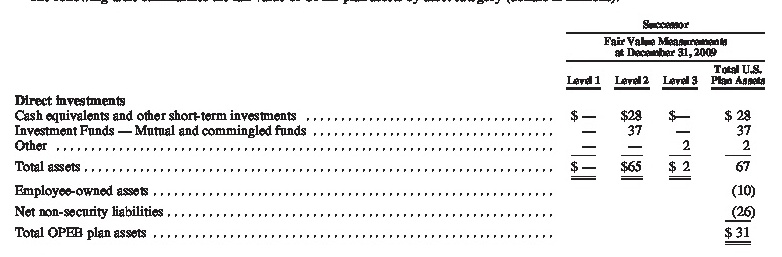 Successor
Fair Value Measurements
at December 31, 2009
Total U.S.
Level 1 Level 2 Level 3 Plan Assets
Direct investments
Cash equivalents and other short-term investments . . . . . . . . . . . . . . . . . . . . . . . . . . . . . . . . . . $ — $28 $— $ 28
Investment Funds — Mutual and commingled funds . . . . . . . . . . . . . . . . . . . . . . . . . . . . . . . . . — 37 — 37
Other . . . . . . . . . . . . . . . . . . . . . . . . . . . . . . . . . . . . . . . . . . . . . . . . . . . . . . . . . . . . . . . . . . . . — — 2 2
Total assets . . . . . . . . . . . . . . . . . . . . . . . . . . . . . . . . . . . . . . . . . . . . . . . . . . . . . . . . . . . . . . . $ — $65 $ 2 67
Employee-owned assets . . . . . . . . . . . . . . . . . . . . . . . . . . . . . . . . . . . . . . . . . . . . . . . . . . . . . . (10)
Net non-security liabilities . . . . . . . . . . . . . . . . . . . . . . . . . . . . . . . . . . . . . . . . . . . . . . . . . . . . (26)
Total OPEB plan assets . . . . . . . . . . . . . . . . . . . . . . . . . . . . . . . . . . . . . . . . . . . . . . . . . . . . . . $ 31